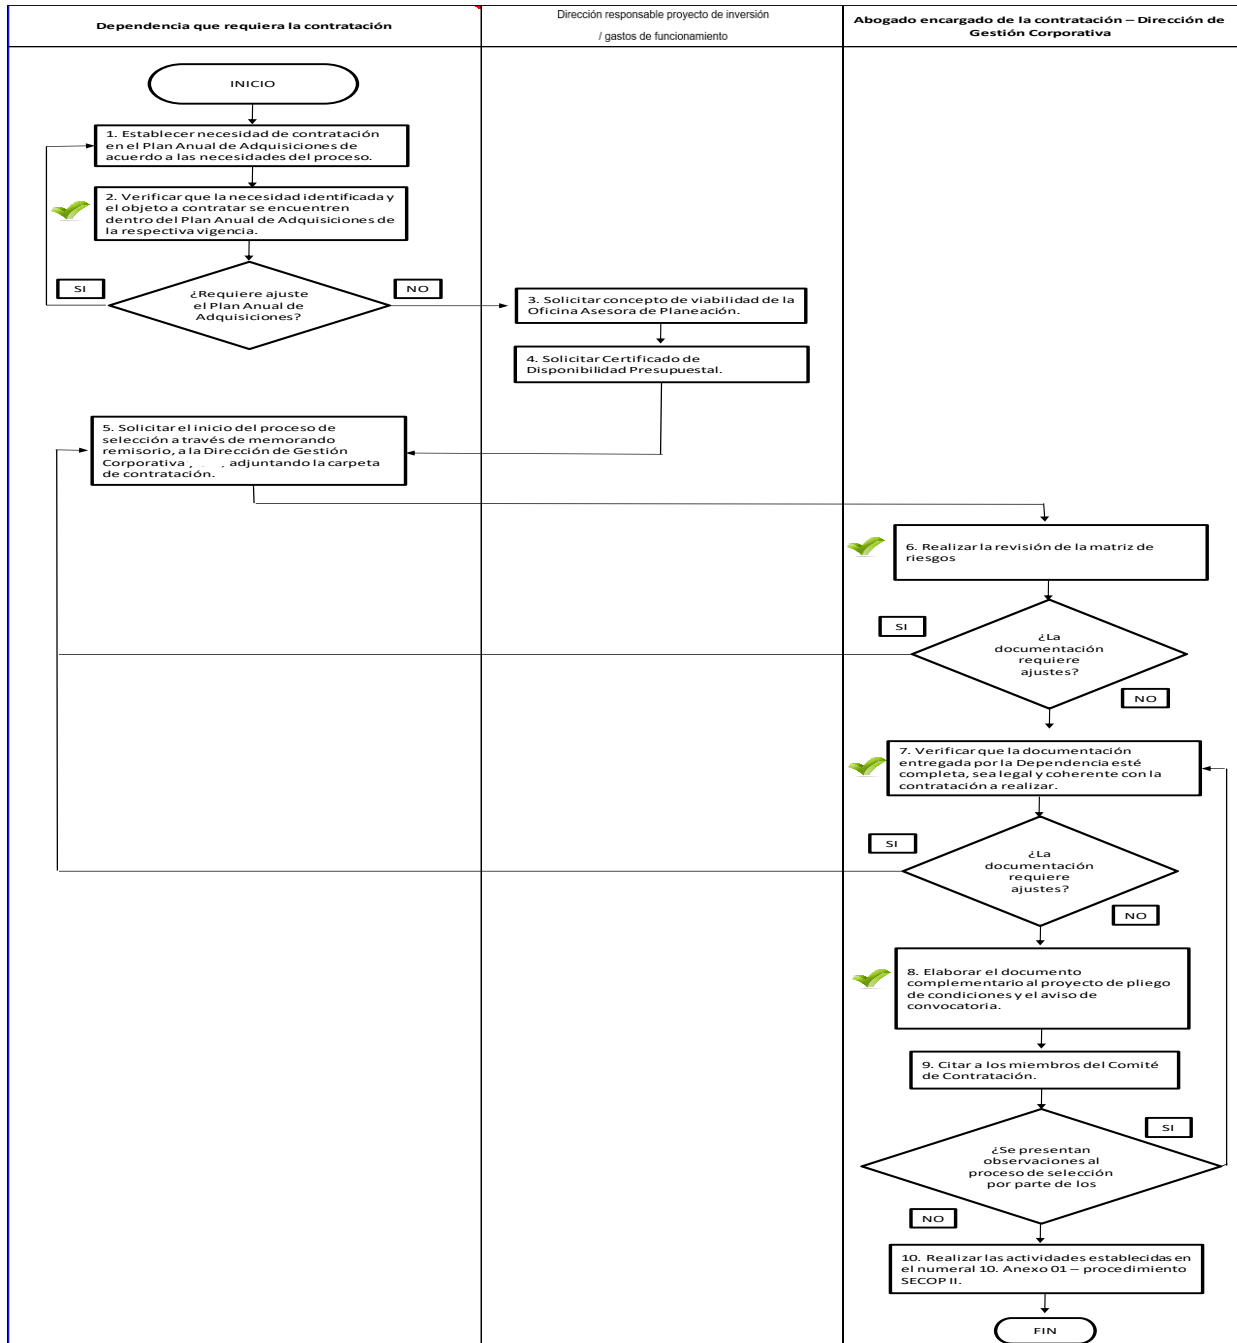 Dependencia que requiera la contratación
Dirección responsable proyecto de inversión
/ gastos de funcionamiento
Abogado encargado de la contratación – Dirección de
Gestión Corporativa
INICIO
1. Establecer necesidad de contratación
en el Plan Anual de Adquisiciones de
acuerdo a las necesidades del proceso.
2. Verificar que la necesidad identificada y
el objeto a contratar se encuentren
dentro del Plan Anual de Adquisiciones de
la respectiva vigencia.
SI
¿Requiere ajuste
el Plan Anual de
Adquisiciones?
NO
3. Solicitar concepto de viabilidad de la
Oficina Asesora de Planeación.
4. Solicitar Certificado de
Disponibilidad Presupuestal.
5. Solicitar el inicio del proceso de
selección a través de memorando
remisorio, a la Dirección de Gestión
Corporativa , , adjuntando la carpeta
de contratación.
6. Realizar la revisión de la matriz de
riesgos
SI
¿La
documentación
requiere
ajustes?
NO
7. Verificar que la documentación
entregada por la Dependencia esté
completa, sea legal y coherente con la
contratación a realizar.
SI
¿La
documentación
requiere
ajustes?
NO
8. Elaborar el documento
complementario al proyecto de pliego
de condiciones y el aviso de
convocatoria.
9. Citar a los miembros del Comité
de Contratación.
SI
¿Se presentan
observaciones al
proceso de selección
por parte de los
NO
10. Realizar las actividades establecidas en
el numeral 10. Anexo 01 – procedimiento
SECOP II.
FIN